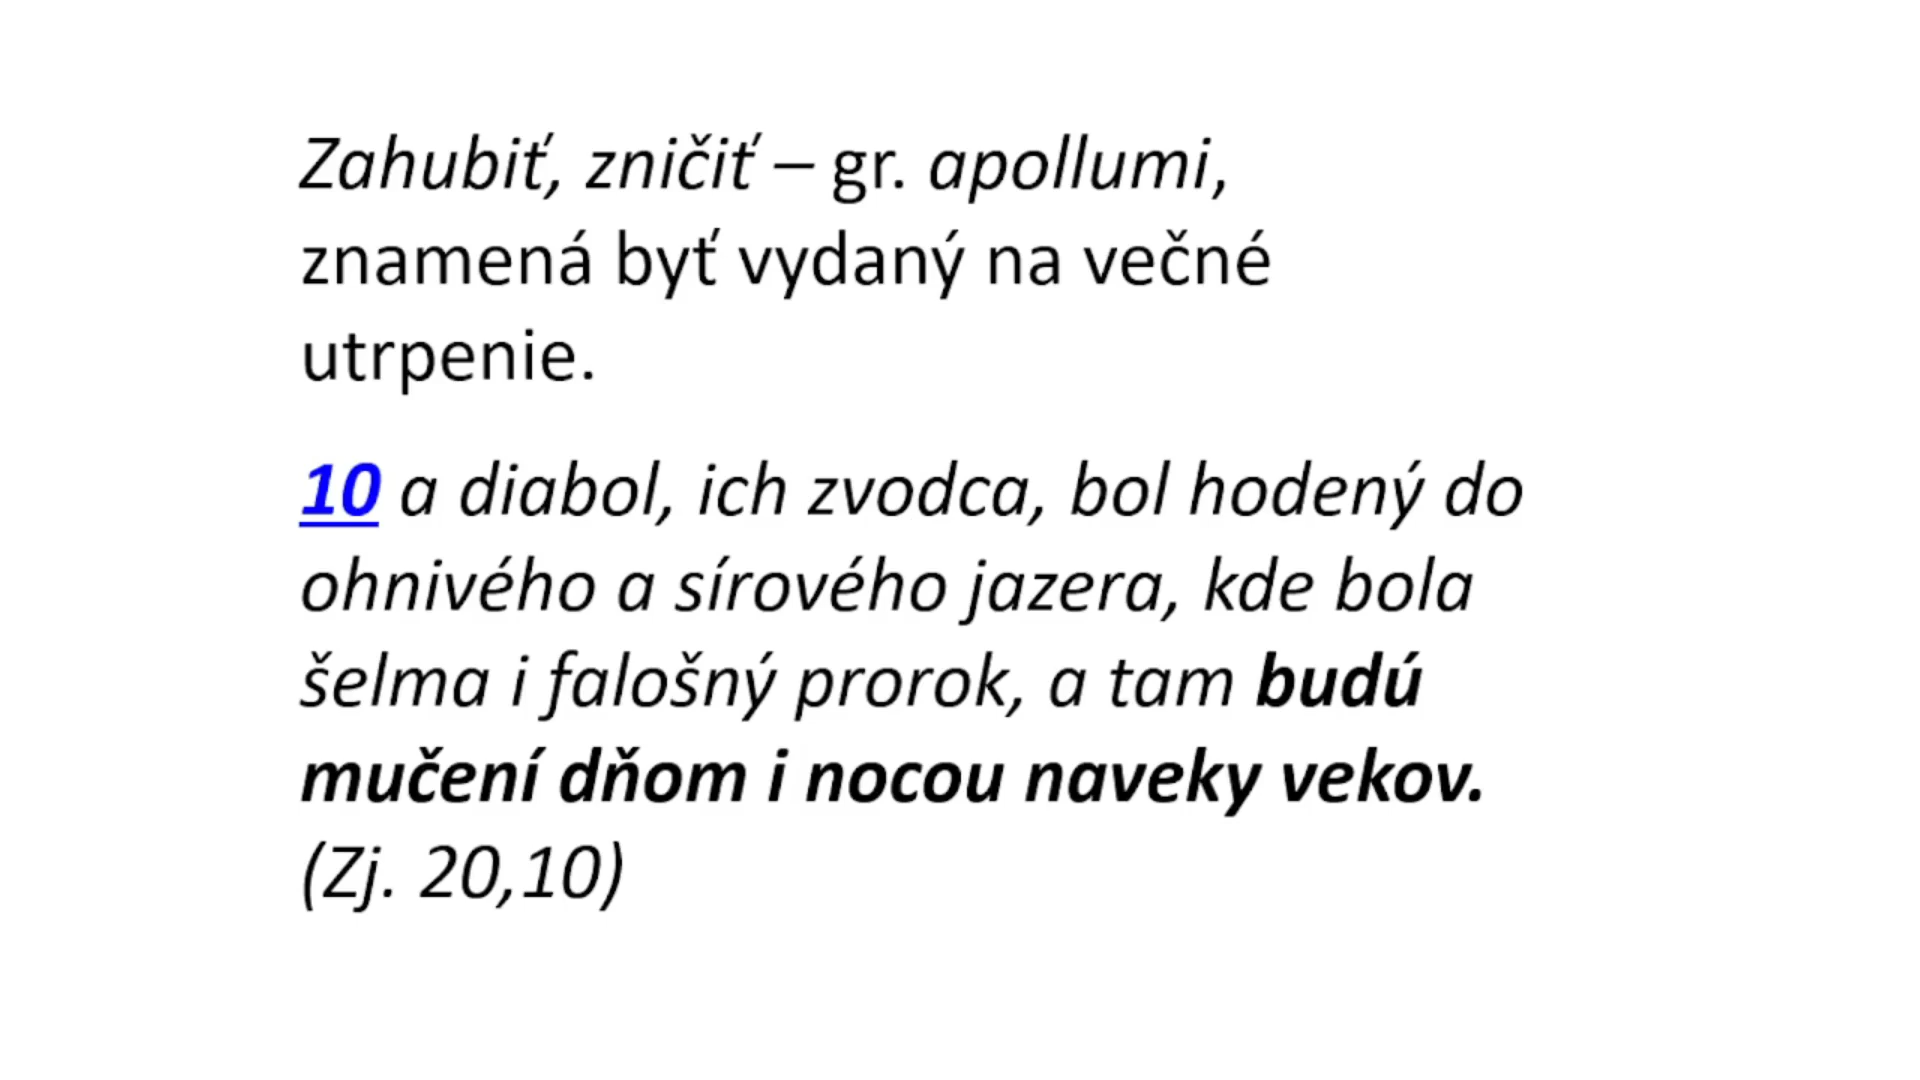 Zahubiť, zničiť – gr. apollumi,
znamená byť vydaný na večné
utrpenie.
10 a diabol, ich zvodca, bol hodený do
ohnivého a sírového jazera, kde bola
šelma i falošný prorok, a tam budú
mučení dňom i nocou naveky vekov.
(Zj. 20,10)